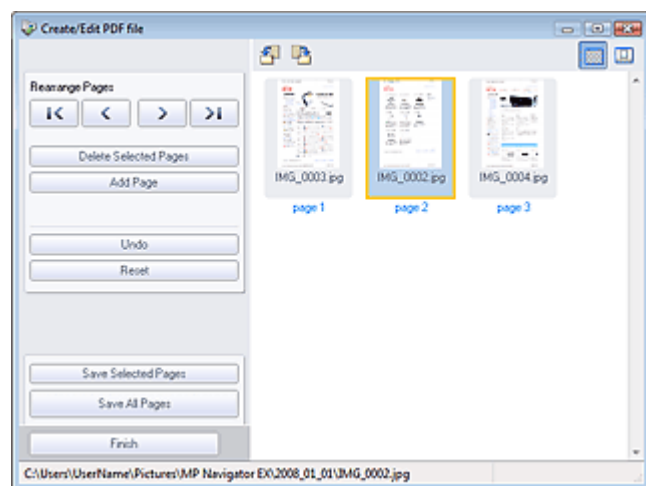 Create/Edit PDF file
Rearrange Pages
Delete Selected Pages
Add Page
Undo
Reset
Save Selected Pages
Save All Pages
Finish
IMG_0003.jpg
IMG_0002.jpg
IMG_0004.jpg
page 1
page 2
page 3
C:\Users\UserName\Pictures\MP Navigator EX\2008_01_01\IMG_0002.jpg